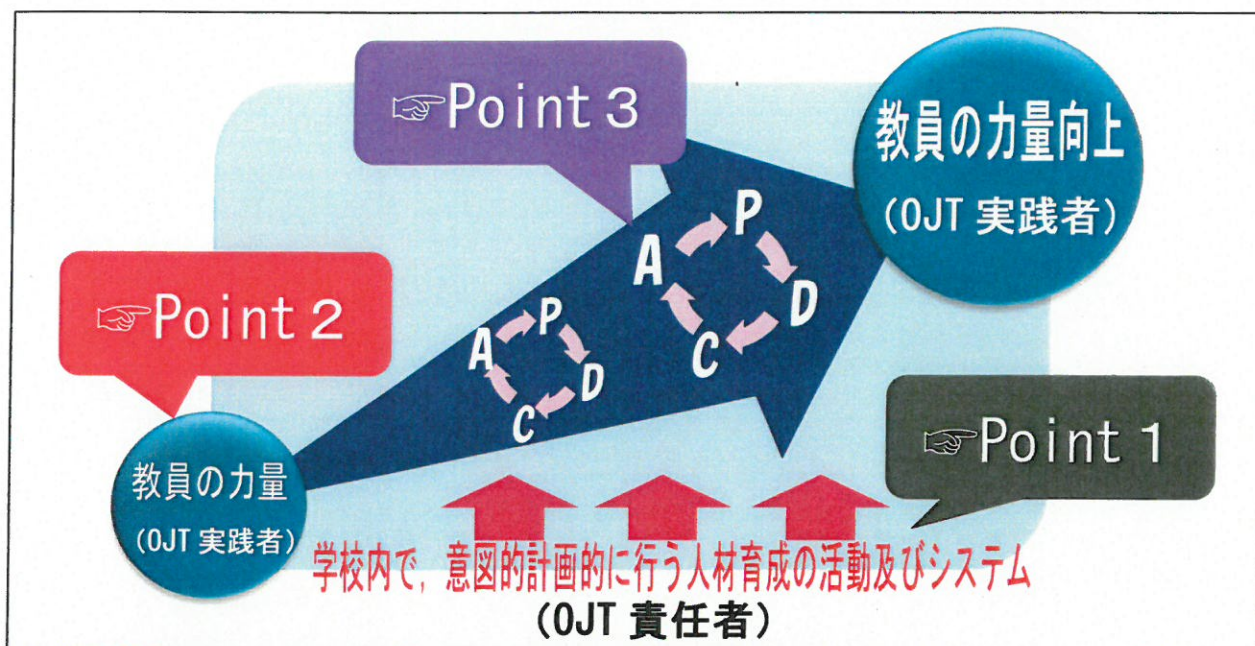 ☞Point 3
教員の力量向上
(OJT 実践者)
☞Point 2
P
A
D
C
P
A
D
C
☞Point 1
教員の力量
(OJT 実践者)
学校内で，意図的計画的に行う人材育成の活動及びシステム
(OJT 責任者)